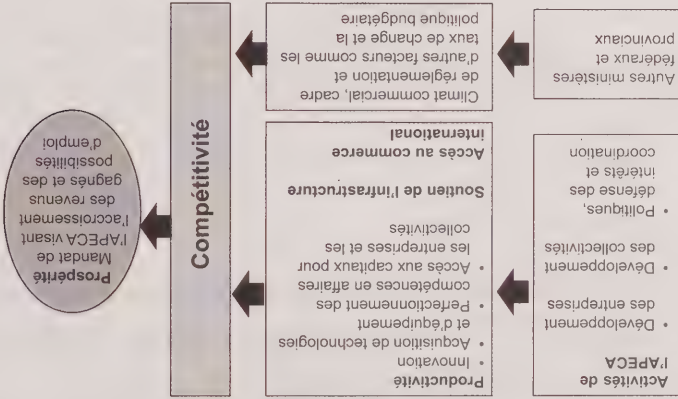 Activités de
l'APECA
• Développement
des entreprises
• Développement
des collectivités
• Politiques,
défense des
intérêts et
coordination
Autres ministères
fédéraux et
provinciaux
Productivité
• Innovation
• Acquisition de technologies
et d'équipement
• Perfectionnement des
compétences en affaires
• Accès aux capitaux pour
les entreprises et les
collectivités
Soutien de l'infrastructure
Accès au commerce
international
Climat commercial, cadre
de réglementation et
d'autres facteurs comme les
taux de change et la
politique budgétaire
Compétitivité
Prospérité
Mandat de
l'APECA visant
l'accroissement
des revenus
gagnés et des
possibilités
d'emploi